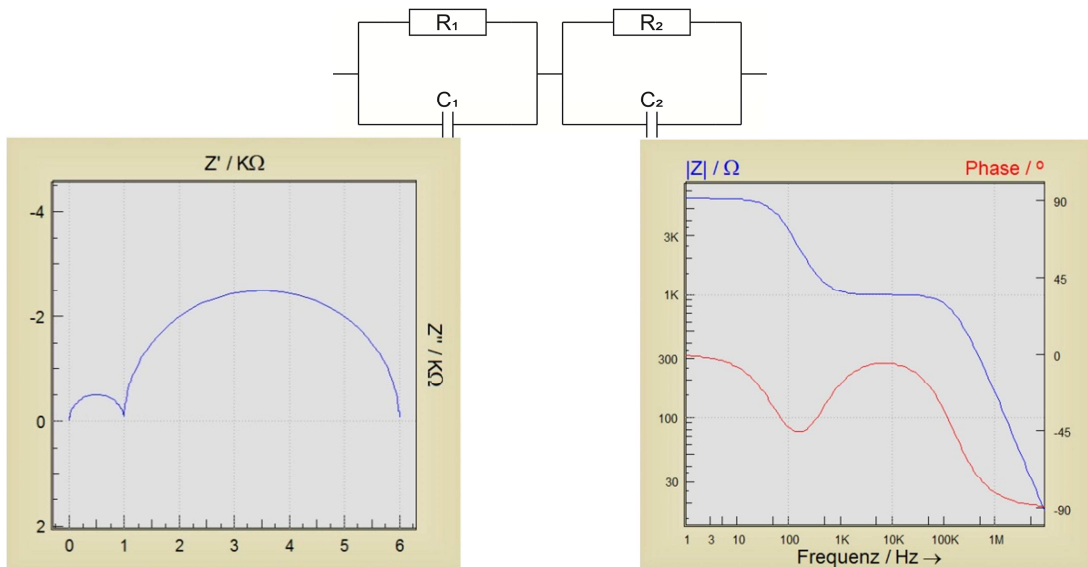 R₁
R₂
C₁
C₂
Z' / KΩ
-4
-2
0
2
Z'' / KΩ
0 1 2 3 4 5 6
|Z| / Ω
Phase / º
3K
1K
300
100
30
90
45
0
-45
-90
1 3 10 100 1K 10K 100K 1M
Frequenz / Hz →